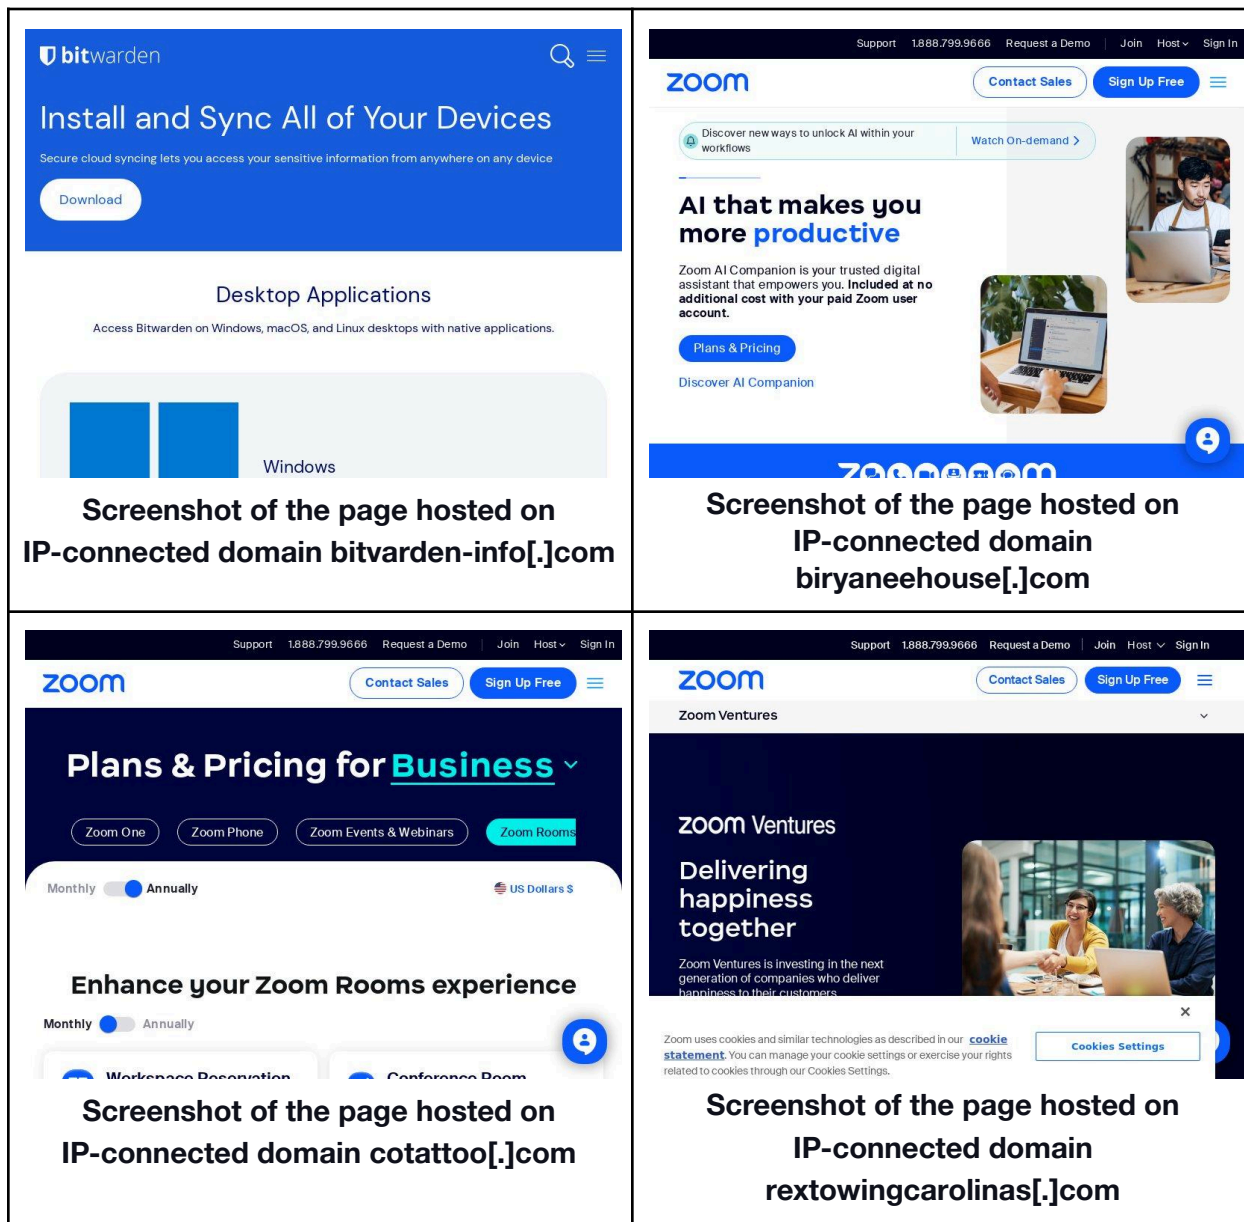 bitwarden
Install and Sync All of Your Devices
Secure cloud syncing lets you access your sensitive information from anywhere on any device
Download
Desktop Applications
Access Bitwarden on Windows, macOS, and Linux desktops with native applications.
Windows
Screenshot of the page hosted on
IP-connected domain bitvarden-info[.]com
Support 1.888.799.9666 Request a Demo Join Host Sign In
zoom Contact Sales Sign Up Free
Discover new ways to unlock AI within your
workflows
Watch On-demand
AI that makes you
more productive
Zoom AI Companion is your trusted digital
assistant that empowers you. Included at no
additional cost with your paid Zoom user
account.
Plans & Pricing
Discover AI Companion
Screenshot of the page hosted on
IP-connected domain
biryaneehouse[.]com
Support 1.888.799.9666 Request a Demo Join Host Sign In
zoom Contact Sales Sign Up Free
Plans & Pricing for Business
Zoom One Zoom Phone Zoom Events & Webinars Zoom Rooms
Monthly Annually US Dollars $
Enhance your Zoom Rooms experience
Monthly Annually
Workspace Reservation Conference Room
Screenshot of the page hosted on
IP-connected domain cotattoo[.]com
Support 1.888.799.9666 Request a Demo Join Host Sign In
zoom Contact Sales Sign Up Free
Zoom Ventures
zoom Ventures
Delivering
happiness
together
Zoom Ventures is investing in the next
generation of companies who deliver
happiness to their customers
Zoom uses cookies and similar technologies as described in our cookie
statement. You can manage your cookie settings or exercise your rights
related to cookies through our Cookies Settings.
Cookies Settings
Screenshot of the page hosted on
IP-connected domain
rextowingcarolinas[.]com